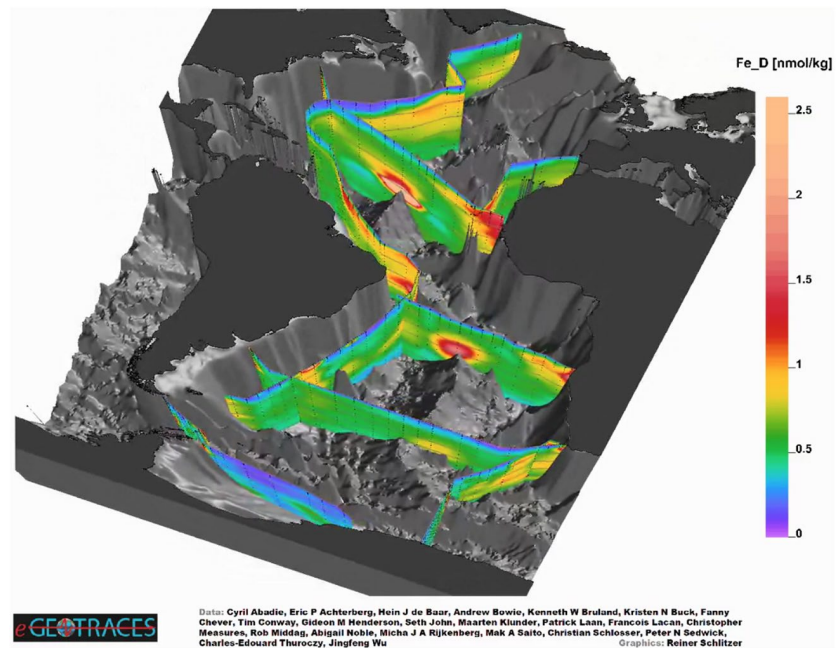 Fe_D [nmol/kg]
2.5
2
1.5
1
0.5
0
eGEOTRACES
Data: Cyril Abadie, Eric P Achterberg, Hein J de Baar, Andrew Bowie, Kenneth W Bruland, Kristen N Buck, Fanny
Chever, Tim Conway, Gideon M Henderson, Seth John, Maarten Klunder, Patrick Laan, Francois Lacan, Christopher
Measures, Rob Middag, Abigail Noble, Micha J A Rijkenberg, Mak A Saito, Christian Schlosser, Peter N Sedwick,
Charles-Edouard Thuroczy, Jingfeng Wu
Graphics: Reiner Schlitzer